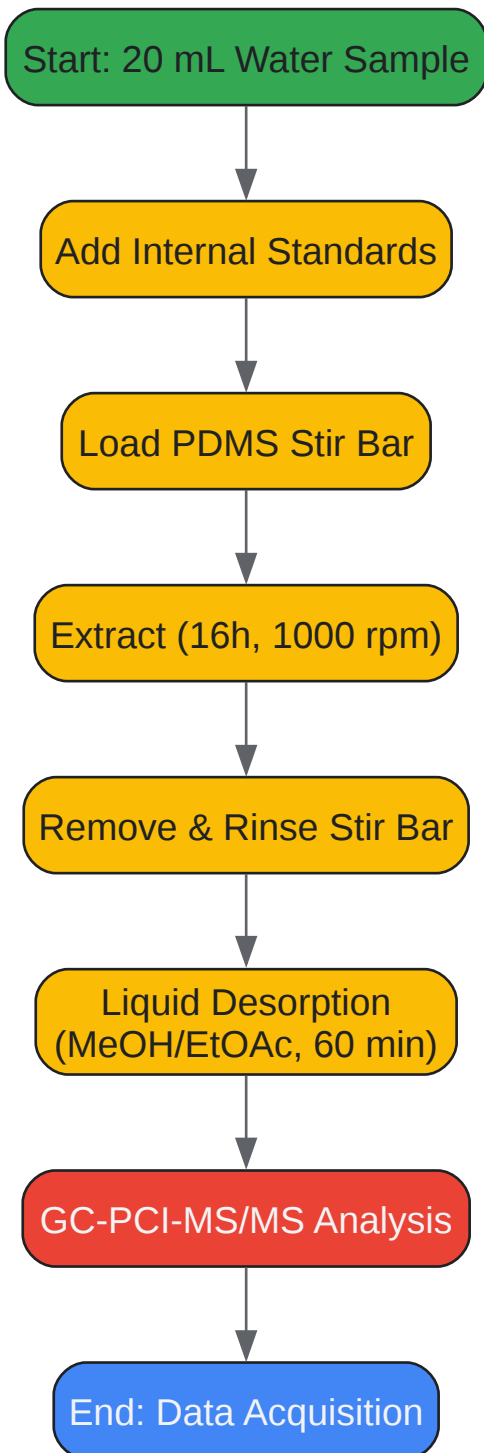 Start: 20 mL Water Sample
Add Internal Standards
Load PDMS Stir Bar
Extract (16h, 1000 rpm)
Remove & Rinse Stir Bar
Liquid Desorption
(MeOH/EtOAc, 60 min)
GC-PCI-MS/MS Analysis
End: Data Acquisition